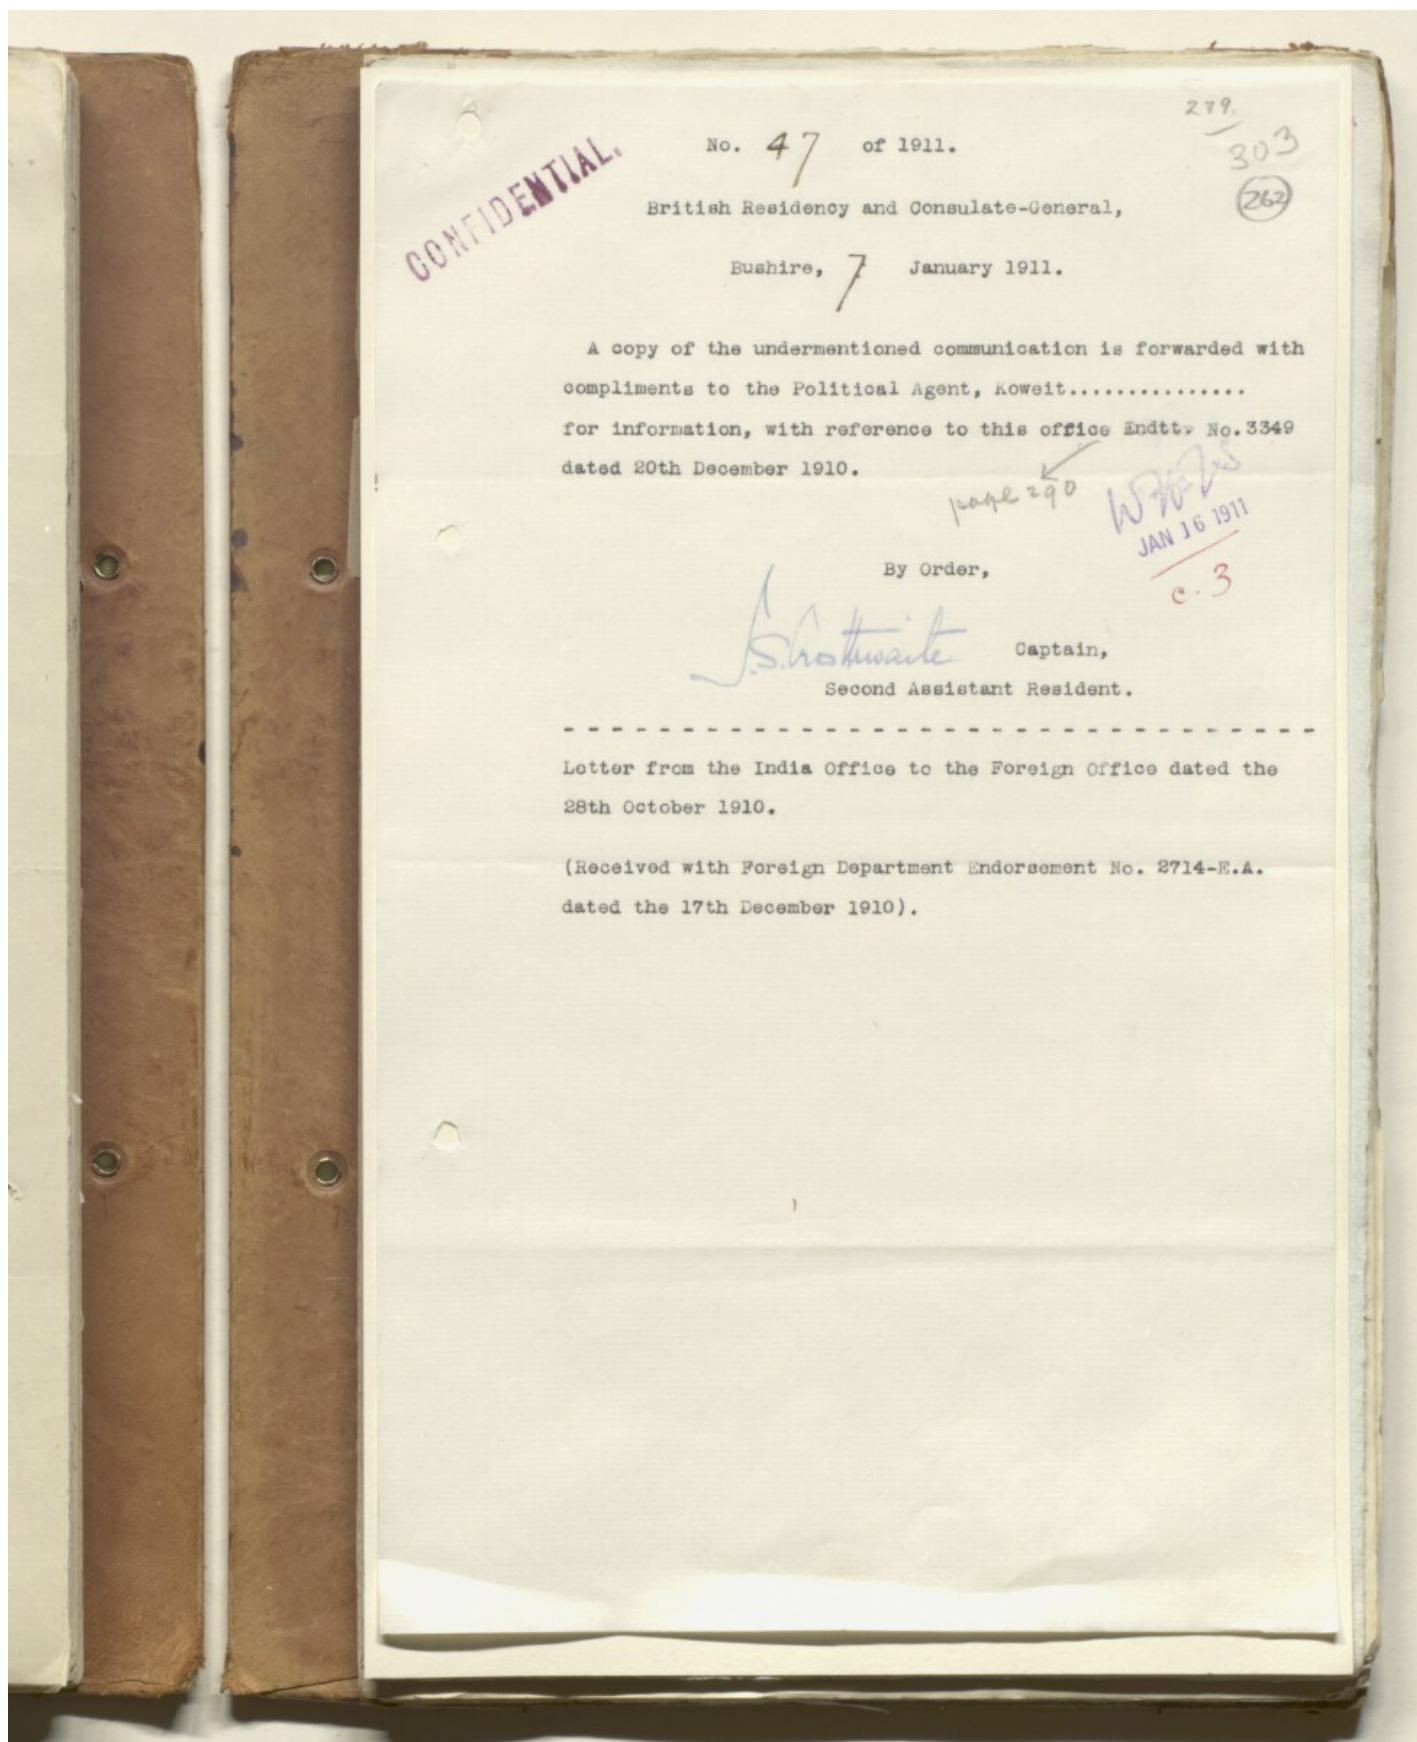 279.
303
262
CONFIDENTIAL.
No. 47 of 1911.
British Residency and Consulate-General,
Bushire, 7 January 1911.
A copy of the undermentioned communication is forwarded with
compliments to the Political Agent, Koweit...............
for information, with reference to this office Endtt. No.3349
dated 20th December 1910.
page 290
JAN 16 1911
c. 3
By Order,
Captain,
Second Assistant Resident.
- - - - - - - - - - - - - - - - - - - - - - - - - - - - - - - -
Letter from the India Office to the Foreign Office dated the
28th October 1910.
(Received with Foreign Department Endorsement No. 2714-E.A.
dated the 17th December 1910).